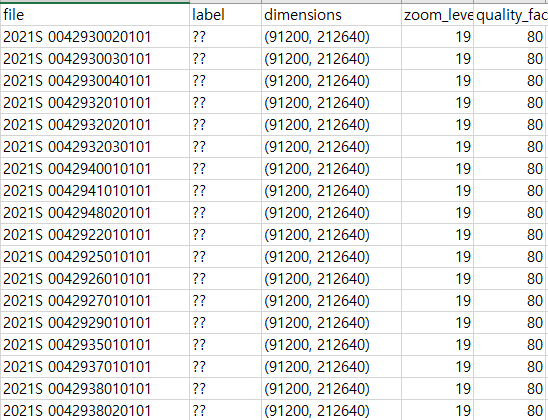 file label dimensions zoom_leve quality_fac
2021S 0042930020101 ?? (91200, 212640) 19 80
2021S 0042930030101 ?? (91200, 212640) 19 80
2021S 0042930040101 ?? (91200, 212640) 19 80
2021S 0042932010101 ?? (91200, 212640) 19 80
2021S 0042932020101 ?? (91200, 212640) 19 80
2021S 0042932030101 ?? (91200, 212640) 19 80
2021S 0042940010101 ?? (91200, 212640) 19 80
2021S 0042941010101 ?? (91200, 212640) 19 80
2021S 0042948020101 ?? (91200, 212640) 19 80
2021S 0042922010101 ?? (91200, 212640) 19 80
2021S 0042925010101 ?? (91200, 212640) 19 80
2021S 0042926010101 ?? (91200, 212640) 19 80
2021S 0042927010101 ?? (91200, 212640) 19 80
2021S 0042929010101 ?? (91200, 212640) 19 80
2021S 0042935010101 ?? (91200, 212640) 19 80
2021S 0042937010101 ?? (91200, 212640) 19 80
2021S 0042938010101 ?? (91200, 212640) 19 80
2021S 0042938020101 ?? (91200, 212640) 19 80